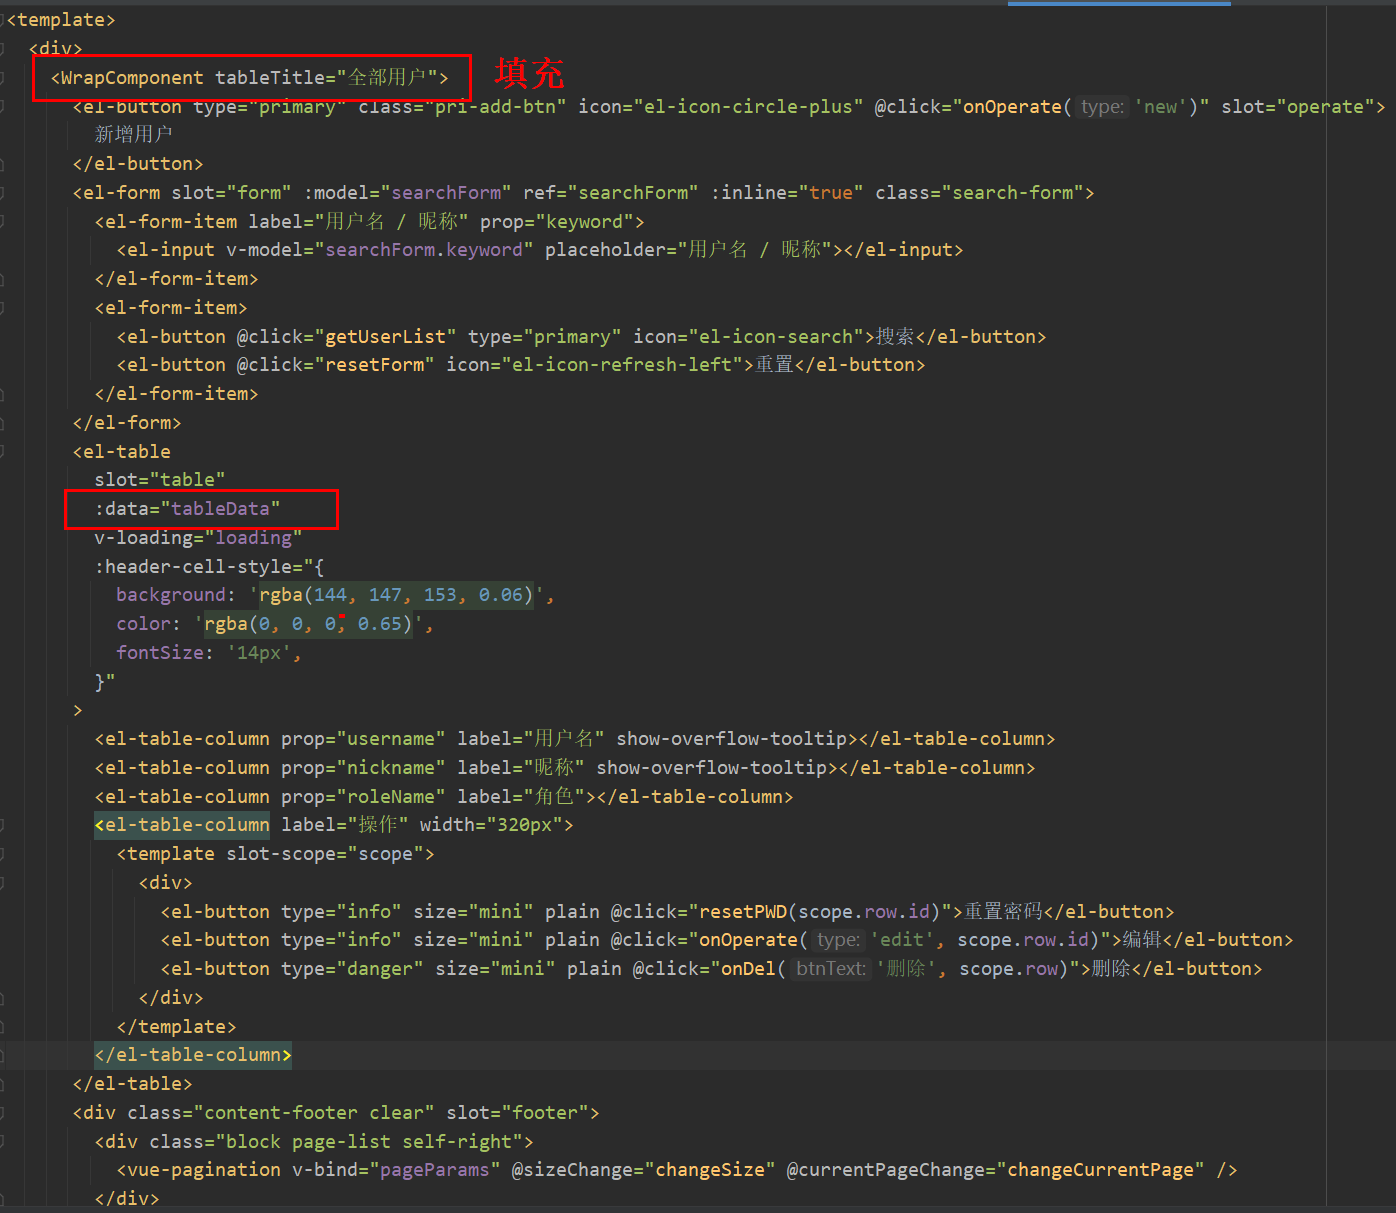 <template>
<div>
<WrapComponent tableTitle="全部用户"> 填充
<el-button type="primary" class="pri-add-btn" icon="el-icon-circle-plus" @click="onOperate( type: 'new')" slot="operate">
新增用户
</el-button>
<el-form slot="form" :model="searchForm" ref="searchForm" :inline="true" class="search-form">
<el-form-item label="用户名 / 昵称" prop="keyword">
<el-input v-model="searchForm.keyword" placeholder="用户名 / 昵称"></el-input>
</el-form-item>
<el-form-item>
<el-button @click="getUserList" type="primary" icon="el-icon-search">搜索</el-button>
<el-button @click="resetForm" icon="el-icon-refresh-left">重置</el-button>
</el-form-item>
</el-form>
<el-table
slot="table"
:data="tableData"
v-loading="loading"
:header-cell-style="{
background: 'rgba(144, 147, 153, 0.06)',
color: 'rgba(0, 0, 0, 0.65)',
fontSize: '14px',
}"
>
<el-table-column prop="username" label="用户名" show-overflow-tooltip></el-table-column>
<el-table-column prop="nickname" label="昵称" show-overflow-tooltip></el-table-column>
<el-table-column prop="roleName" label="角色"></el-table-column>
<el-table-column label="操作" width="320px">
<template slot-scope="scope">
<div>
<el-button type="info" size="mini" plain @click="resetPWD(scope.row.id)">重置密码</el-button>
<el-button type="info" size="mini" plain @click="onOperate( type: 'edit', scope.row.id)">编辑</el-button>
<el-button type="danger" size="mini" plain @click="onDel( btnText: '删除', scope.row)">删除</el-button>
</div>
</template>
</el-table-column>
</el-table>
<div class="content-footer clear" slot="footer">
<div class="block page-list self-right">
<vue-pagination v-bind="pageParams" @sizeChange="changeSize" @currentPageChange="changeCurrentPage" />
</div>